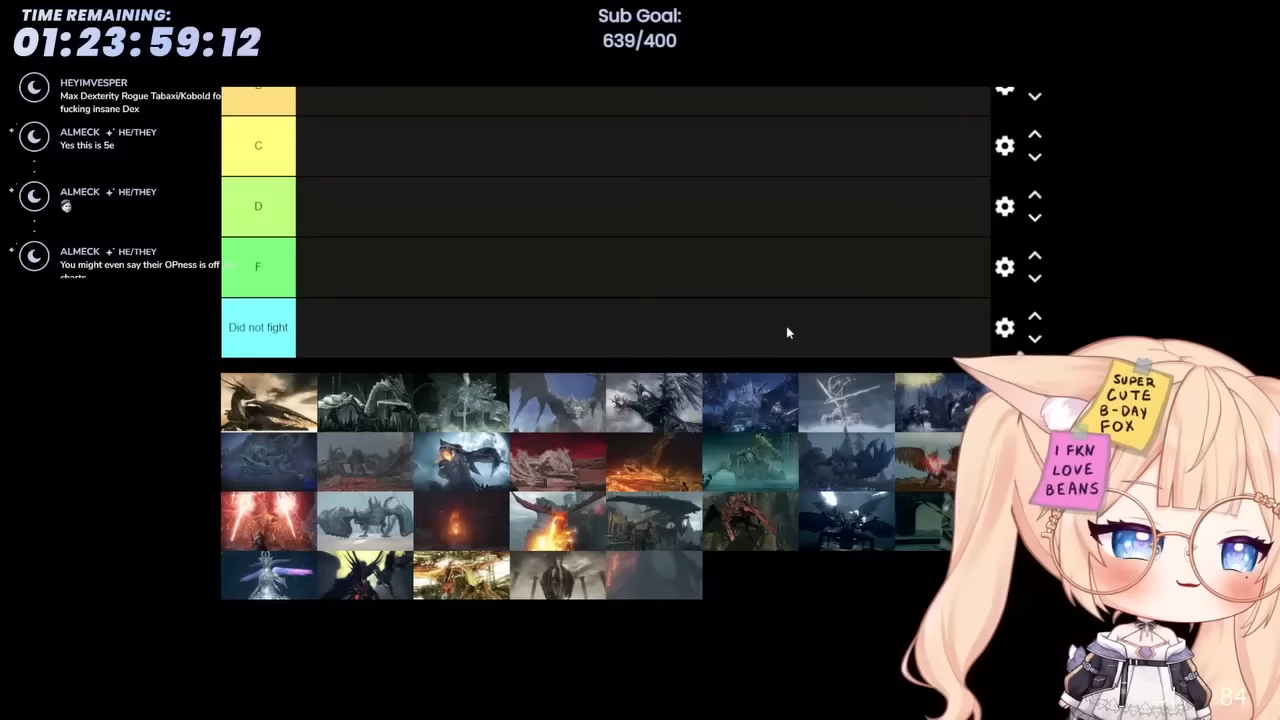 TIME REMAINING:
01:23:59:12
Sub Goal:
639/400
HEYIMVESPER
Max Dexterity Rogue Tabaxi/Kobold fo
fucking insane Dex
ALMECK HE/THEY
Yes this is 5e
ALMECK HE/THEY
ALMECK HE/THEY
You might even say their OPness is off
charts
C
D
F
Did not fight
SUPER
CUTE
B-DAY
FOX
I FKN
LOVE
BEANS
84